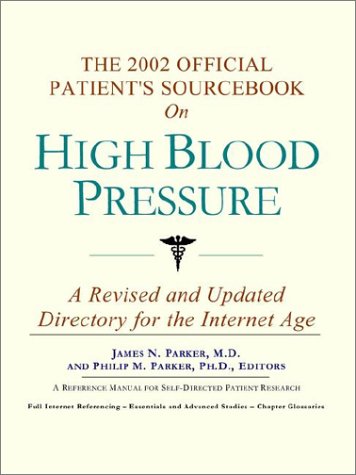 THE 2002 OFFICIAL
PATIENT'S SOURCEBOOK
On
HIGH BLOOD
PRESSURE
A Revised and Updated
Directory for the Internet Age
JAMES N. PARKER, M.D.
AND PHILIP M. PARKER, PH.D., EDITORS
A REFERENCE MANUAL FOR SELF-DIRECTED PATIENT RESEARCH
Full Internet Referencing – Essentials and Advanced Studies – Chapter Glossaries